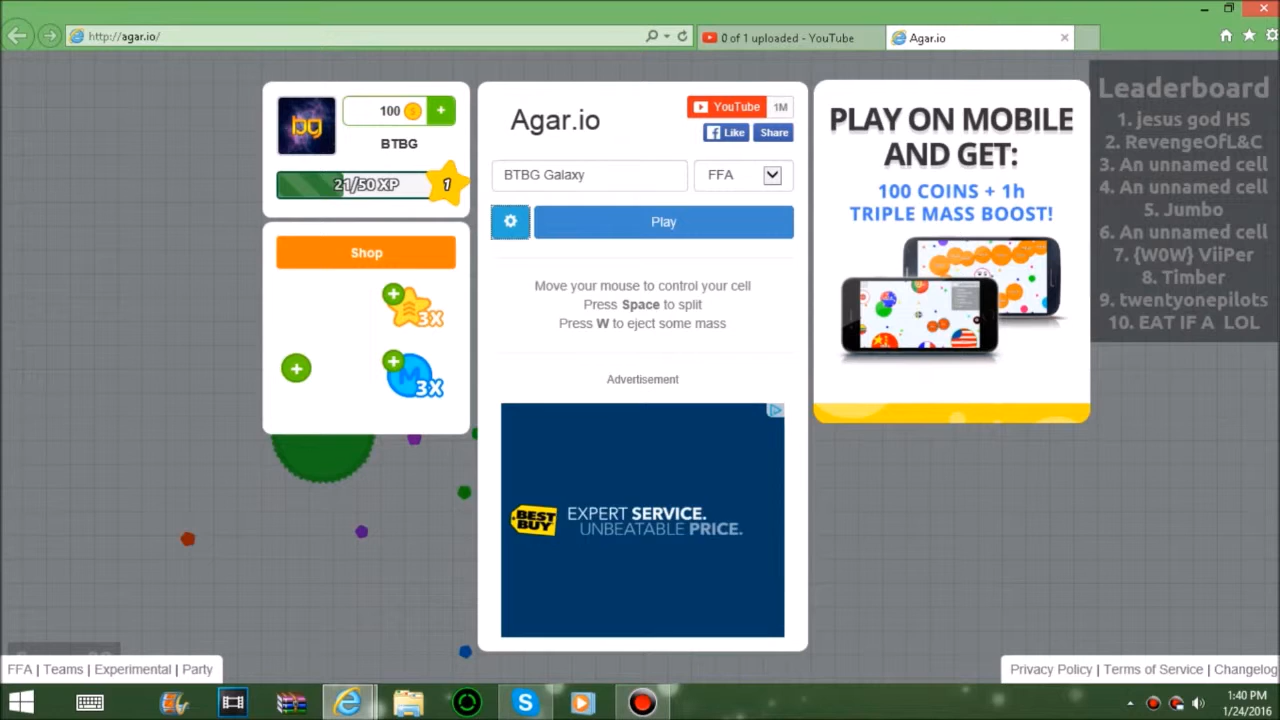 http://agar.io/
0 of 1 uploaded - YouTube
Agar.io
100
BTBG
21/50 XP
1
Shop
3X
3X
Agar.io
YouTube
1M
Like
Share
BTBG Galaxy
FFA
Play
Move your mouse to control your cell
Press Space to split
Press W to eject some mass
Advertisement
BEST BUY
EXPERT SERVICE.
UNBEATABLE PRICE.
PLAY ON MOBILE
AND GET:
100 COINS + 1h
TRIPLE MASS BOOST!
Leaderboard
1. jesus god HS
2. RevengeOfL&C
3. An unnamed cell
4. An unnamed cell
5. Jumbo
6. An unnamed cell
7. {W0W} ViiPer
8. Timber
9. twentyonepilots
10. EAT IF A LOL
FFA | Teams | Experimental | Party
Privacy Policy | Terms of Service | Changelog
1:40 PM
1/24/2016